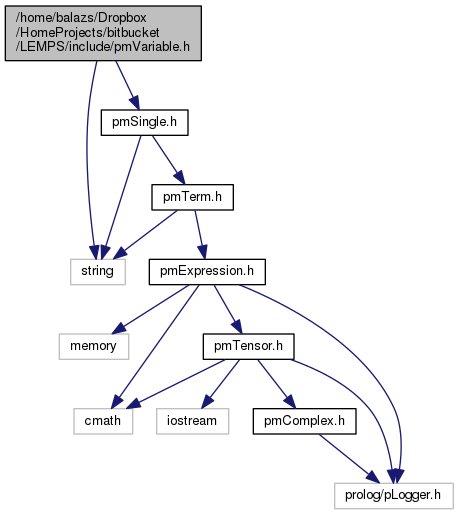 /home/balazs/Dropbox
/HomeProjects/bitbucket
/LEMPS/include/pmVariable.h
pmSingle.h
pmTerm.h
string
pmExpression.h
memory
pmTensor.h
cmath
iostream
pmComplex.h
prolog/pLogger.h